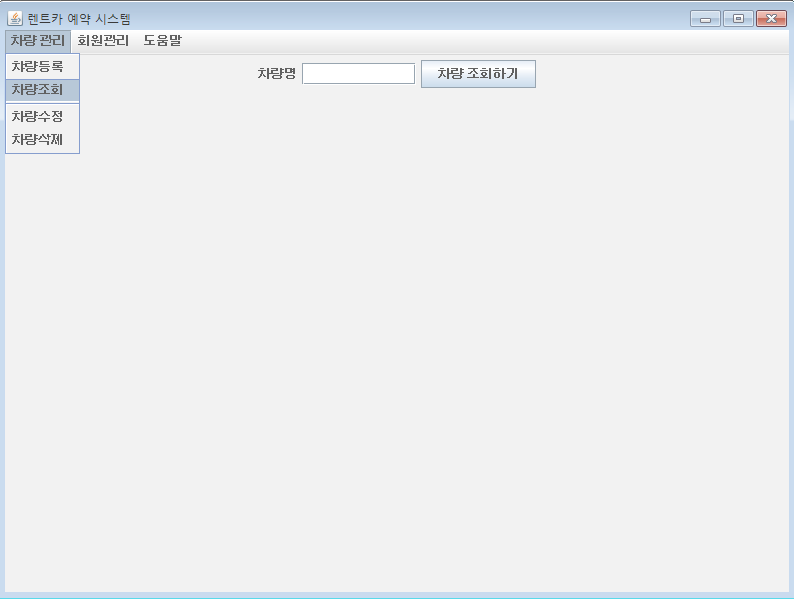 렌트카 예약 시스템
차량 관리 회원관리 도움말
차량등록
차량조회
차량수정
차량삭제
차량명
차량 조회하기